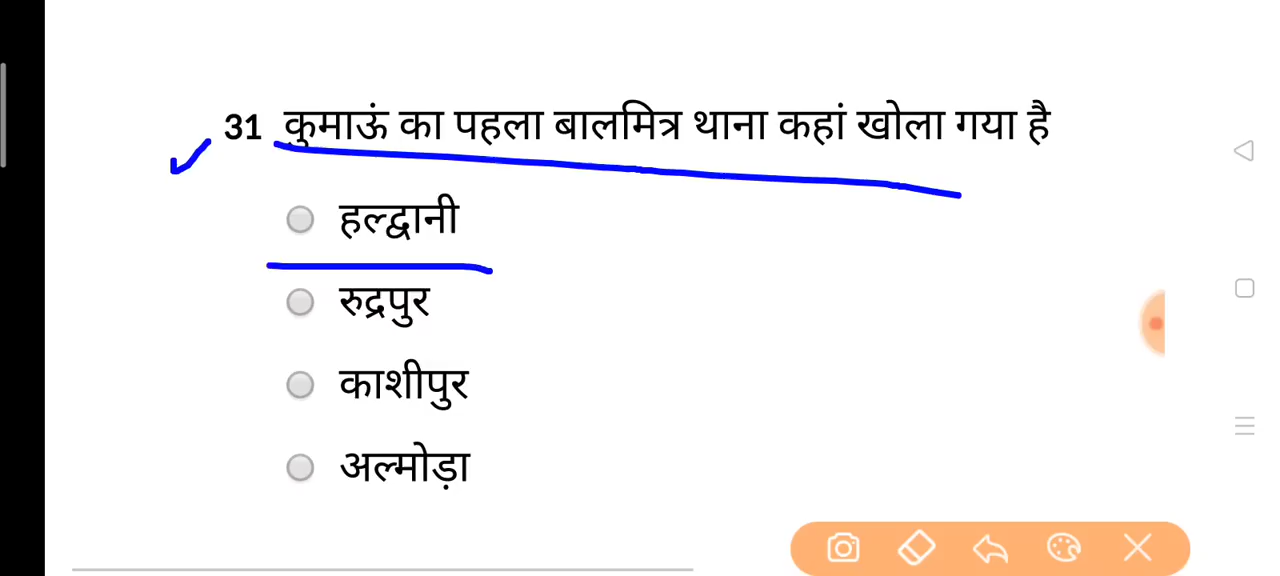 31 कुमाऊं का पहला बालमित्र थाना कहां खोला गया है
हल्द्वानी
रुद्रपुर
काशीपुर
अल्मोड़ा